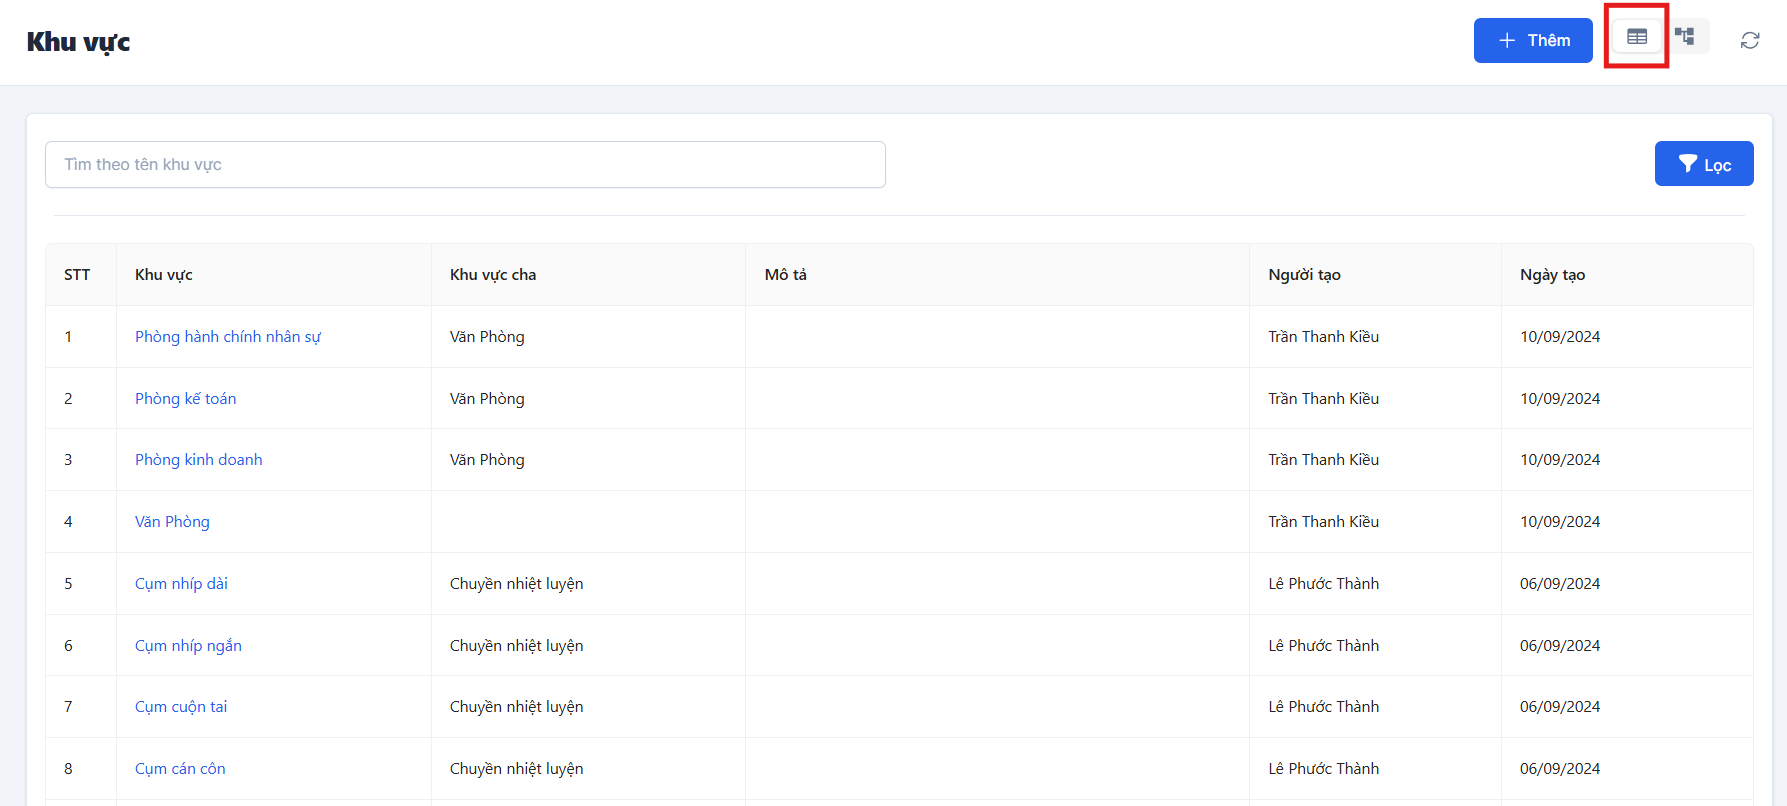 Khu vực
Thêm
Tìm theo tên khu vực
Lọc
STT Khu vực Khu vực cha Mô tả Người tạo Ngày tạo
1 Phòng hành chính nhân sự Văn Phòng Trần Thanh Kiều 10/09/2024
2 Phòng kế toán Văn Phòng Trần Thanh Kiều 10/09/2024
3 Phòng kinh doanh Văn Phòng Trần Thanh Kiều 10/09/2024
4 Văn Phòng Trần Thanh Kiều 10/09/2024
5 Cụm nhíp dài Chuyền nhiệt luyện Lê Phước Thành 06/09/2024
6 Cụm nhíp ngắn Chuyền nhiệt luyện Lê Phước Thành 06/09/2024
7 Cụm cuộn tai Chuyền nhiệt luyện Lê Phước Thành 06/09/2024
8 Cụm cán côn Chuyền nhiệt luyện Lê Phước Thành 06/09/2024